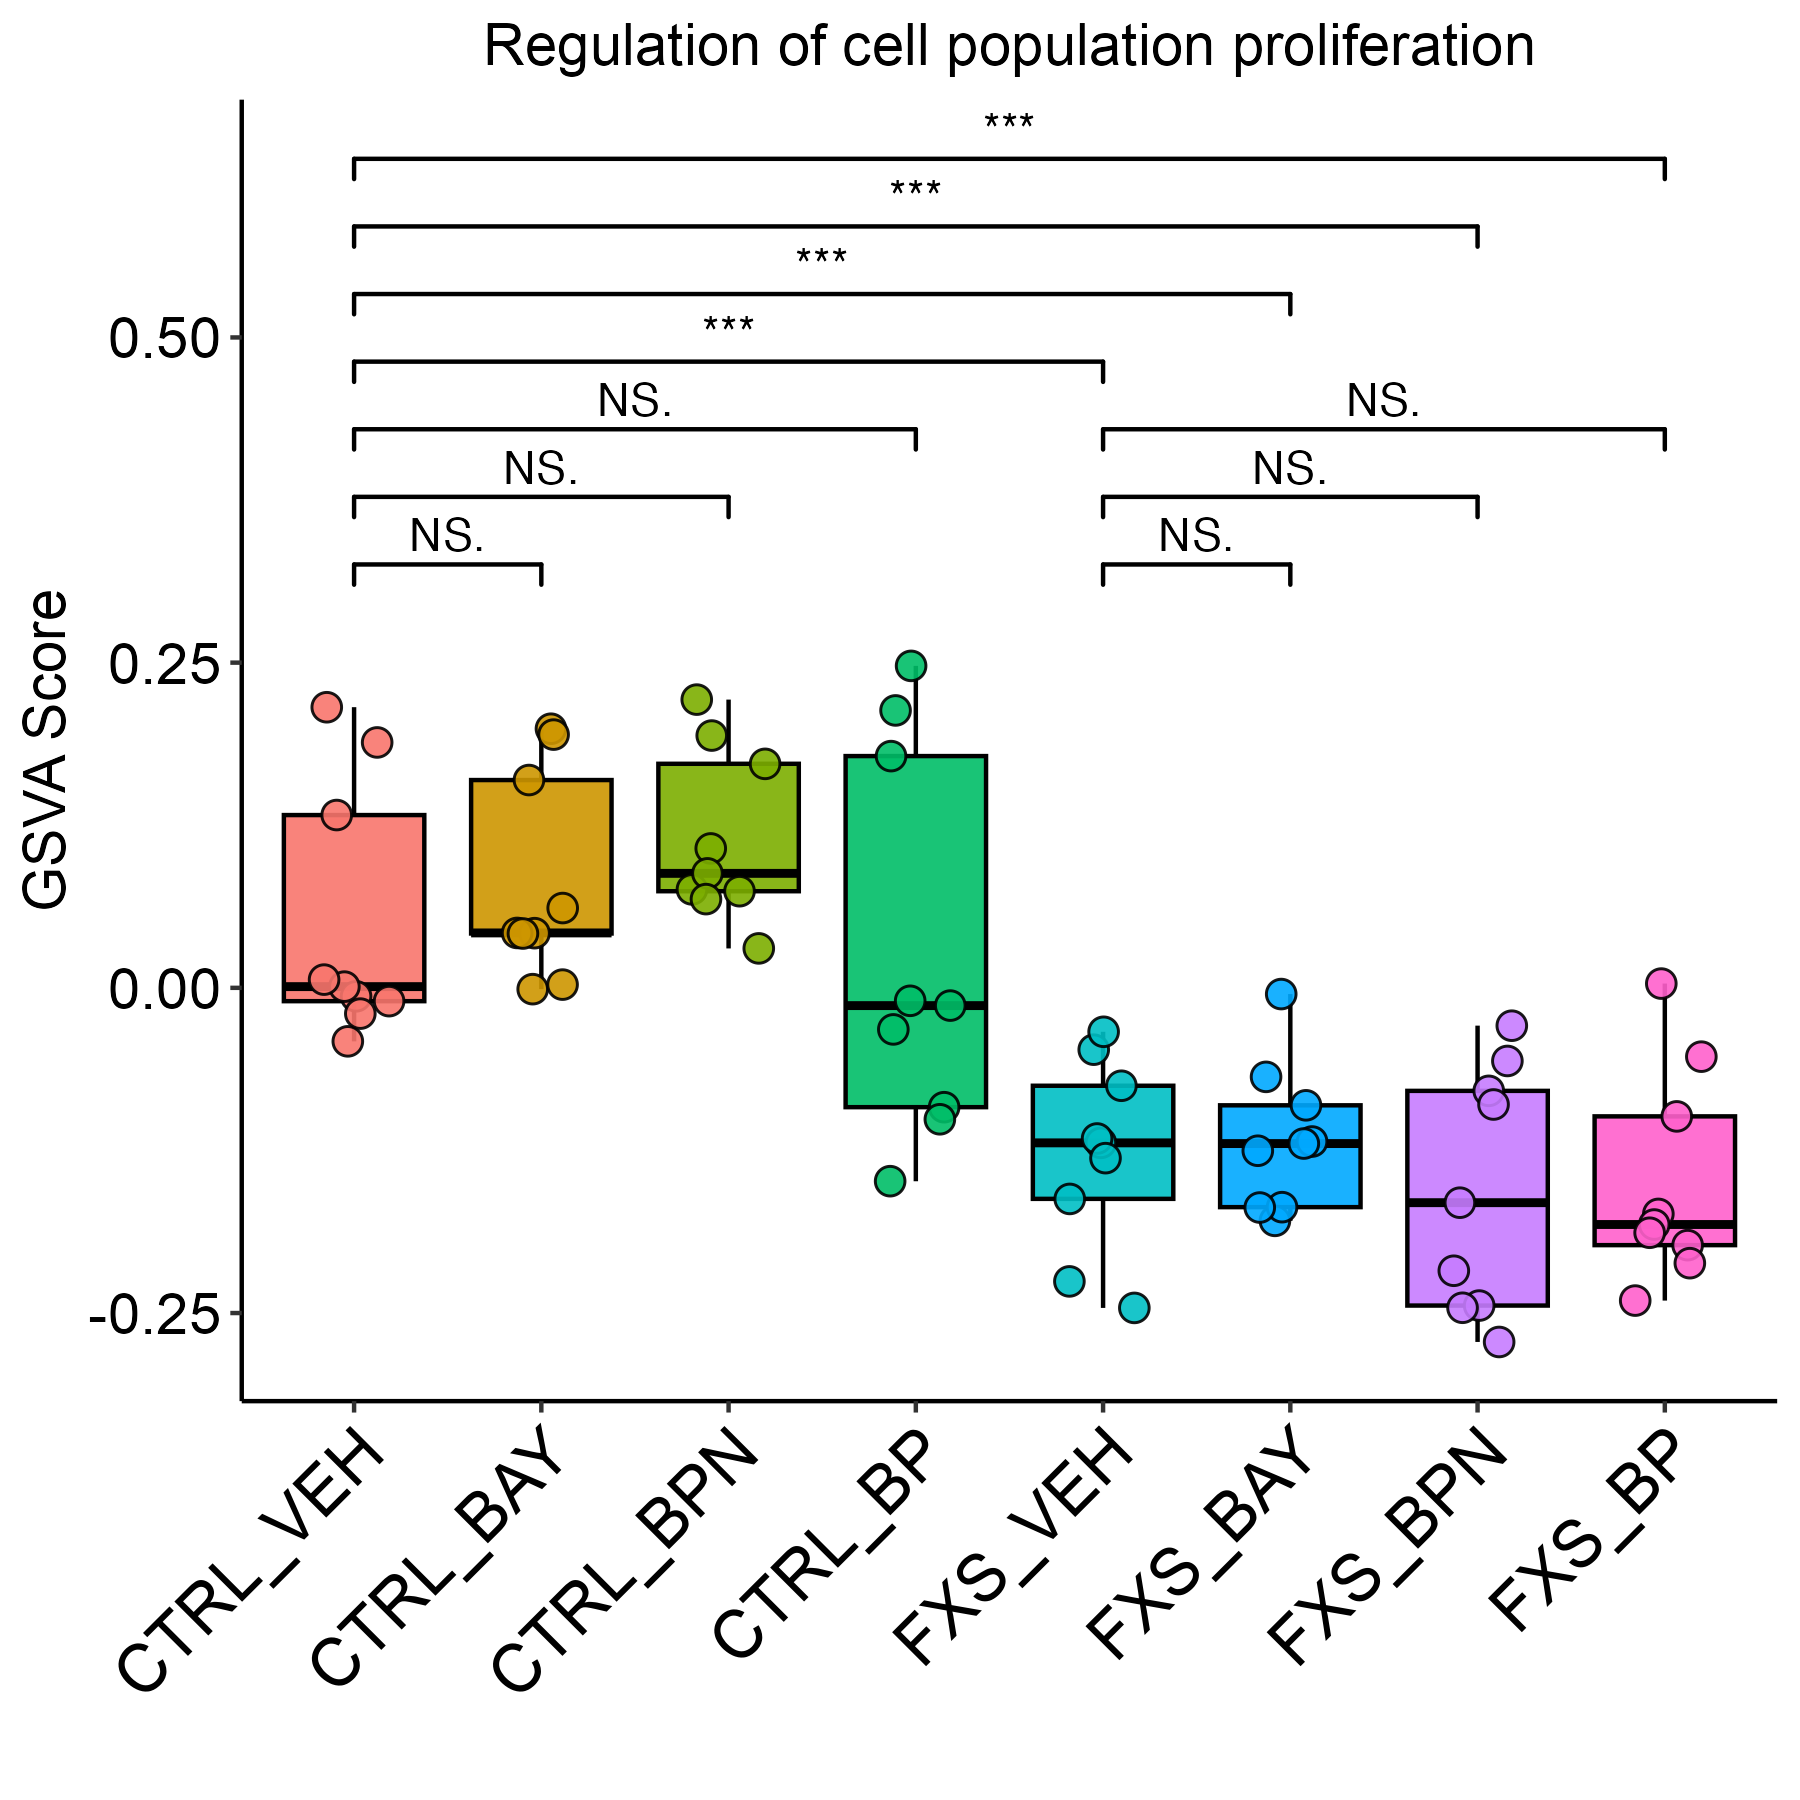 Regulation of cell population proliferation
***
***
***
***
NS.
NS.
NS.
NS.
NS.
NS.
GSVA Score
0.50
0.25
0.00
-0.25
CTRL_VEH
CTRL_BAY
CTRL_BPN
CTRL_BP
FXS_VEH
FXS_BAY
FXS_BPN
FXS_BP